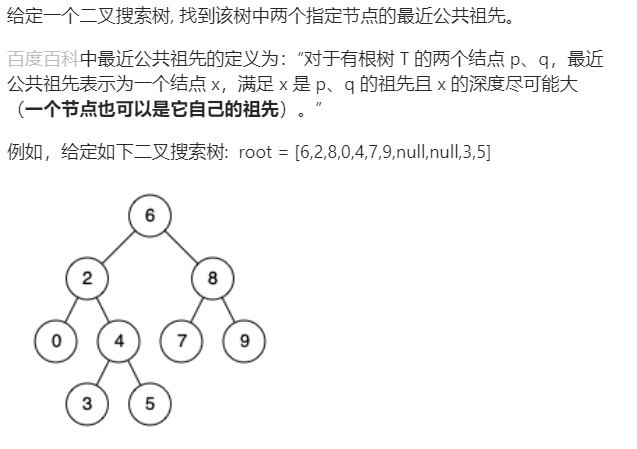 给定一个二叉搜索树, 找到该树中两个指定节点的最近公共祖先。
百度百科中最近公共祖先的定义为：“对于有根树 T 的两个结点 p、q，最近
公共祖先表示为一个结点 x，满足 x 是 p、q 的祖先且 x 的深度尽可能大
（一个节点也可以是它自己的祖先）。”
例如，给定如下二叉搜索树:  root = [6,2,8,0,4,7,9,null,null,3,5]
6
2 8
0 4 7 9
3 5